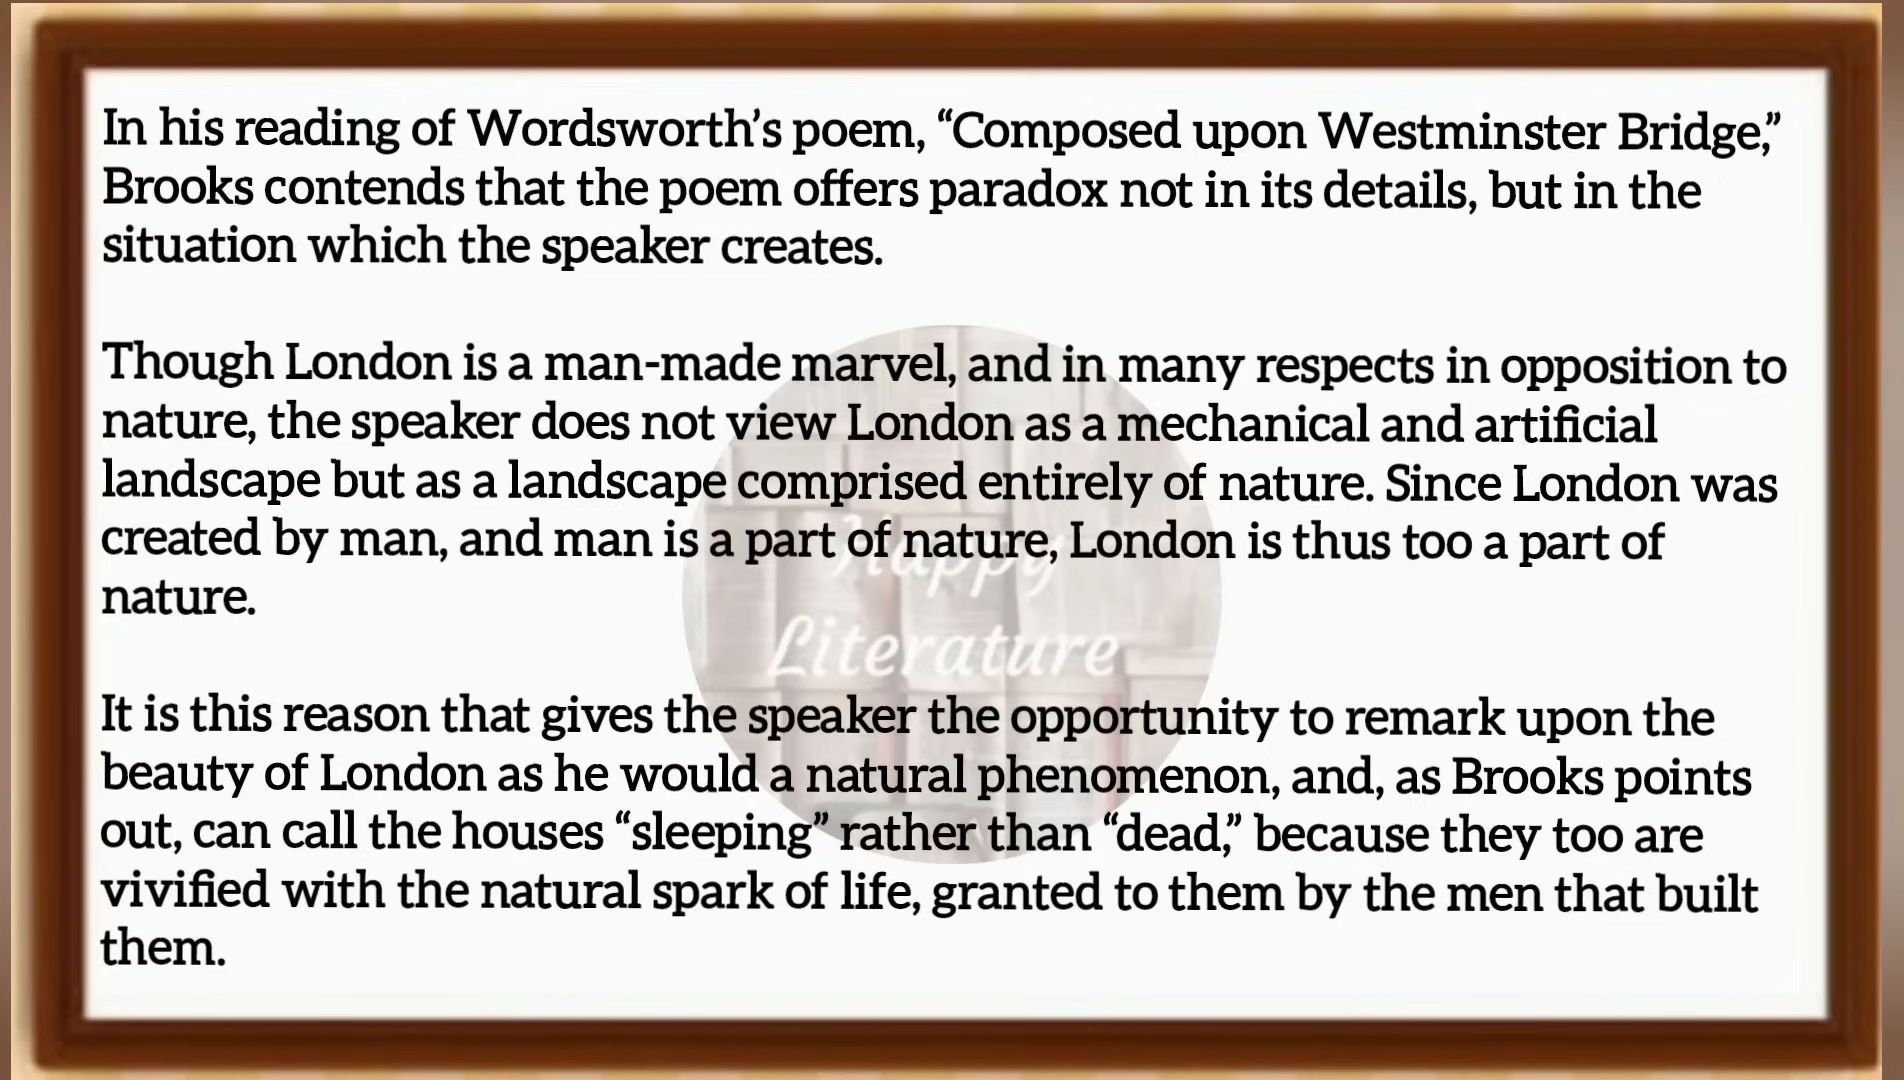 In his reading of Wordsworth’s poem, “Composed upon Westminster Bridge,”
Brooks contends that the poem offers paradox not in its details, but in the
situation which the speaker creates.
Though London is a man-made marvel, and in many respects in opposition to
nature, the speaker does not view London as a mechanical and artificial
landscape but as a landscape comprised entirely of nature. Since London was
created by man, and man is a part of nature, London is thus too a part of
nature.
Happy
Literature
It is this reason that gives the speaker the opportunity to remark upon the
beauty of London as he would a natural phenomenon, and, as Brooks points
out, can call the houses “sleeping” rather than “dead,” because they too are
vivified with the natural spark of life, granted to them by the men that built
them.